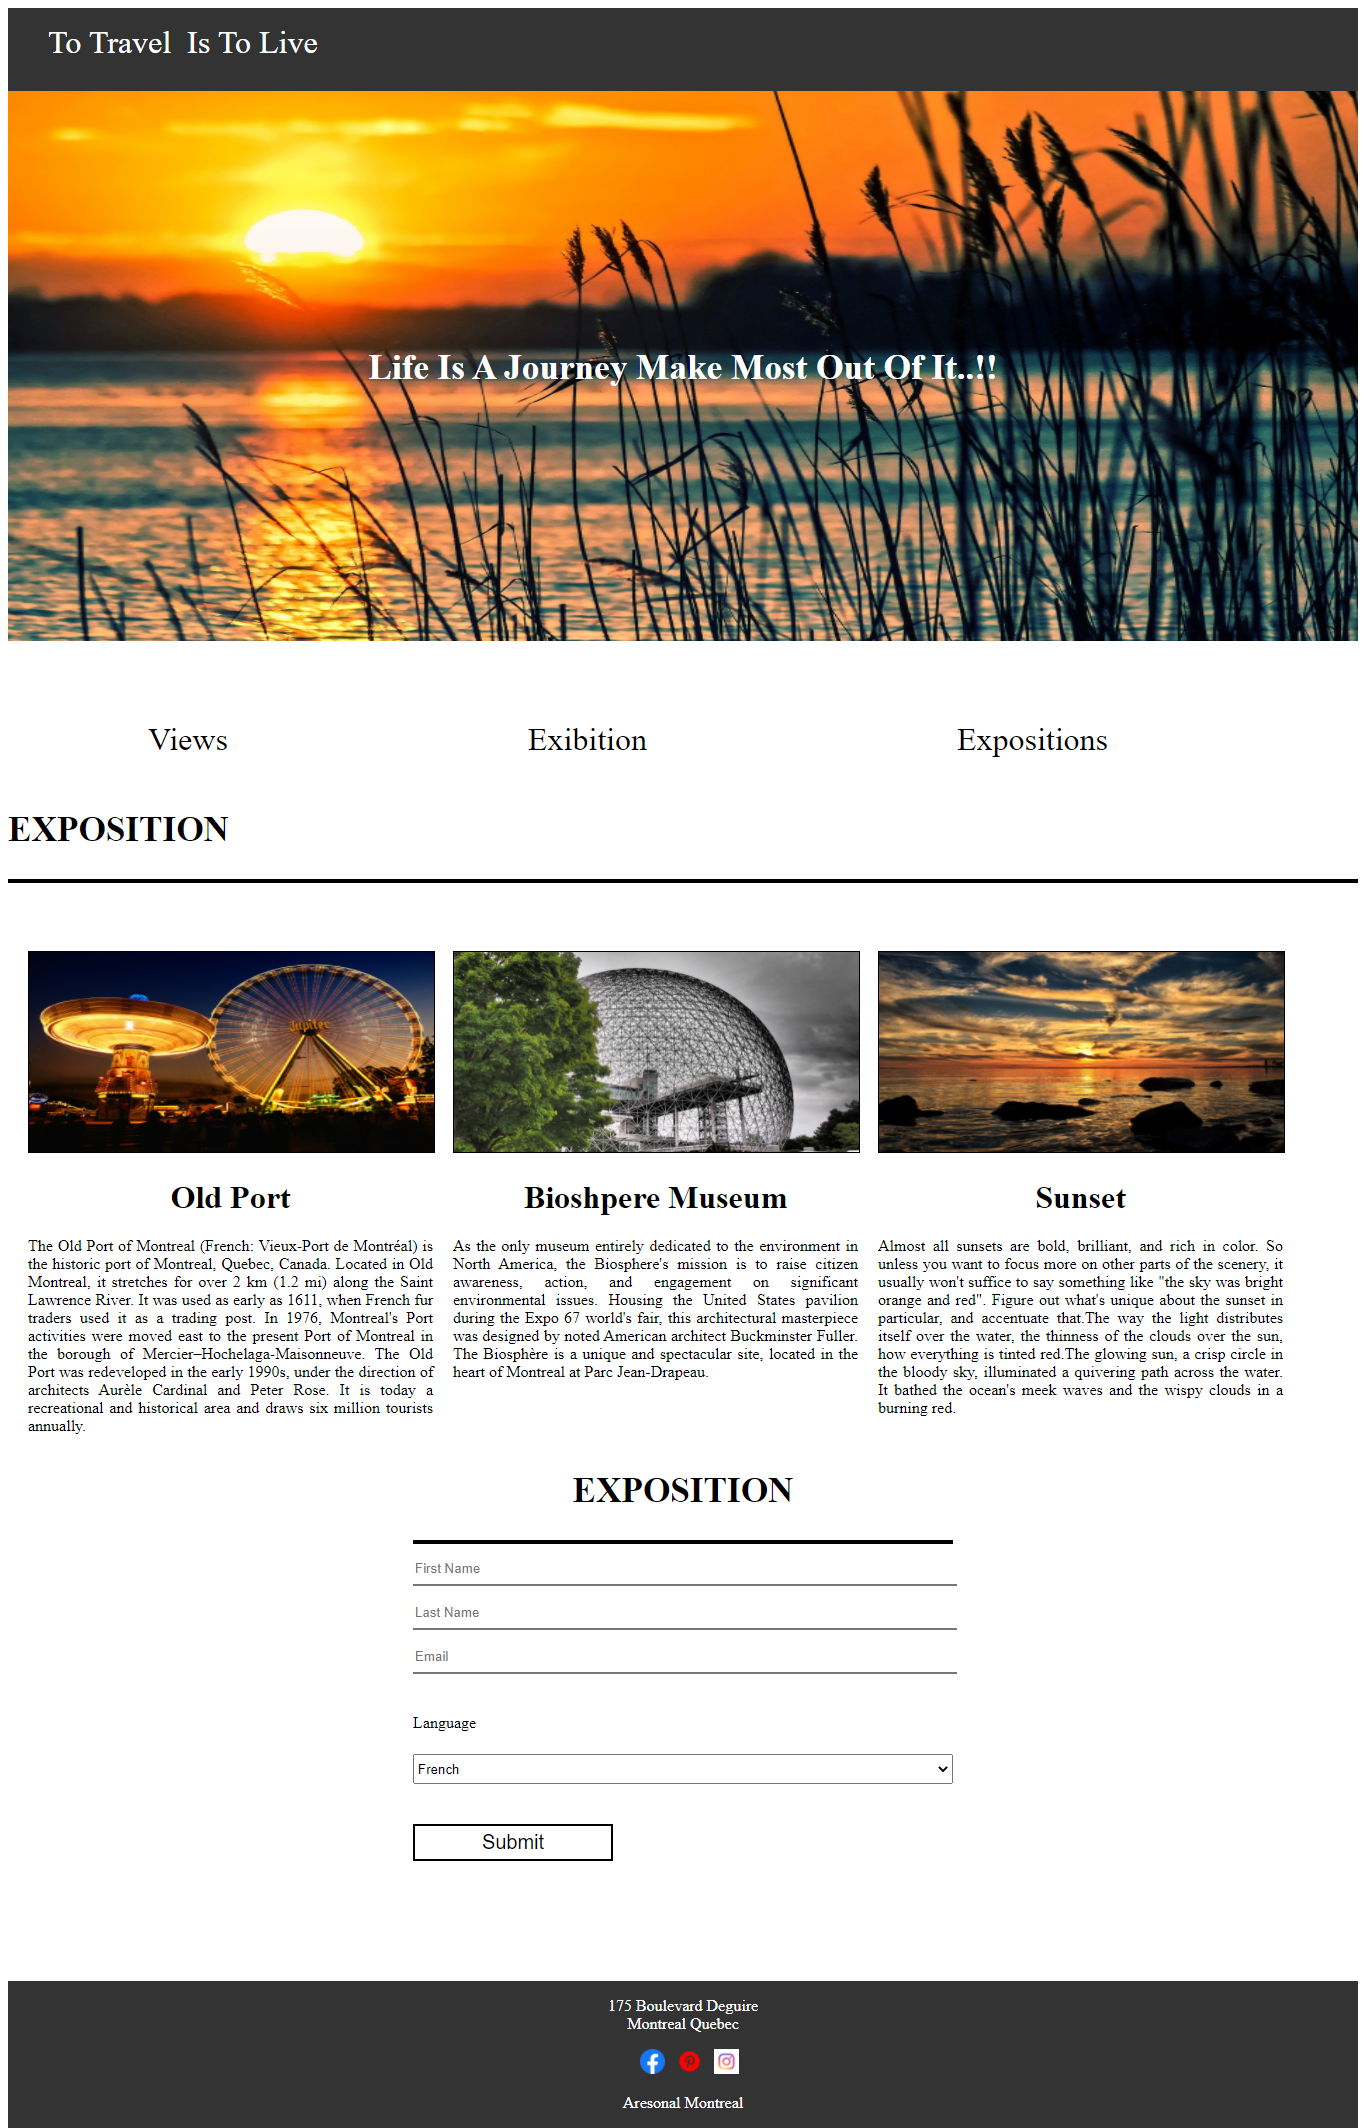 To Travel  Is To Live
Life Is A Journey Make Most Out Of It..!!
Views
Exibition
Expositions
EXPOSITION
Jupiter
Old Port
The Old Port of Montreal (French: Vieux-Port de Montréal) is
the historic port of Montreal, Quebec, Canada. Located in Old
Montreal, it stretches for over 2 km (1.2 mi) along the Saint
Lawrence River. It was used as early as 1611, when French fur
traders used it as a trading post. In 1976, Montreal's Port
activities were moved east to the present Port of Montreal in
the borough of Mercier–Hochelaga-Maisonneuve. The Old
Port was redeveloped in the early 1990s, under the direction of
architects Aurèle Cardinal and Peter Rose. It is today a
recreational and historical area and draws six million tourists
annually.
Bioshpere Museum
As the only museum entirely dedicated to the environment in
North America, the Biosphere's mission is to raise citizen
awareness, action, and engagement on significant
environmental issues. Housing the United States pavilion
during the Expo 67 world's fair, this architectural masterpiece
was designed by noted American architect Buckminster Fuller.
The Biosphère is a unique and spectacular site, located in the
heart of Montreal at Parc Jean-Drapeau.
Sunset
Almost all sunsets are bold, brilliant, and rich in color. So
unless you want to focus more on other parts of the scenery, it
usually won't suffice to say something like "the sky was bright
orange and red". Figure out what's unique about the sunset in
particular, and accentuate that.The way the light distributes
itself over the water, the thinness of the clouds over the sun,
how everything is tinted red.The glowing sun, a crisp circle in
the bloody sky, illuminated a quivering path across the water.
It bathed the ocean's meek waves and the wispy clouds in a
burning red.
EXPOSITION
First Name
Last Name
Email
Language
French
Submit
175 Boulevard Deguire
Montreal Quebec
Aresonal Montreal